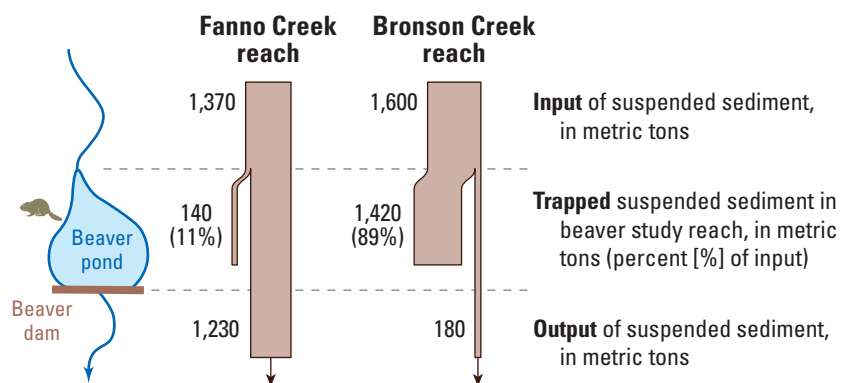 Fanno Creek
reach
Bronson Creek
reach
1,370
1,600
Input of suspended sediment,
in metric tons
140
(11%)
1,420
(89%)
Trapped suspended sediment in
beaver study reach, in metric
tons (percent [%] of input)
Beaver
pond
Beaver
dam
1,230
180
Output of suspended sediment,
in metric tons